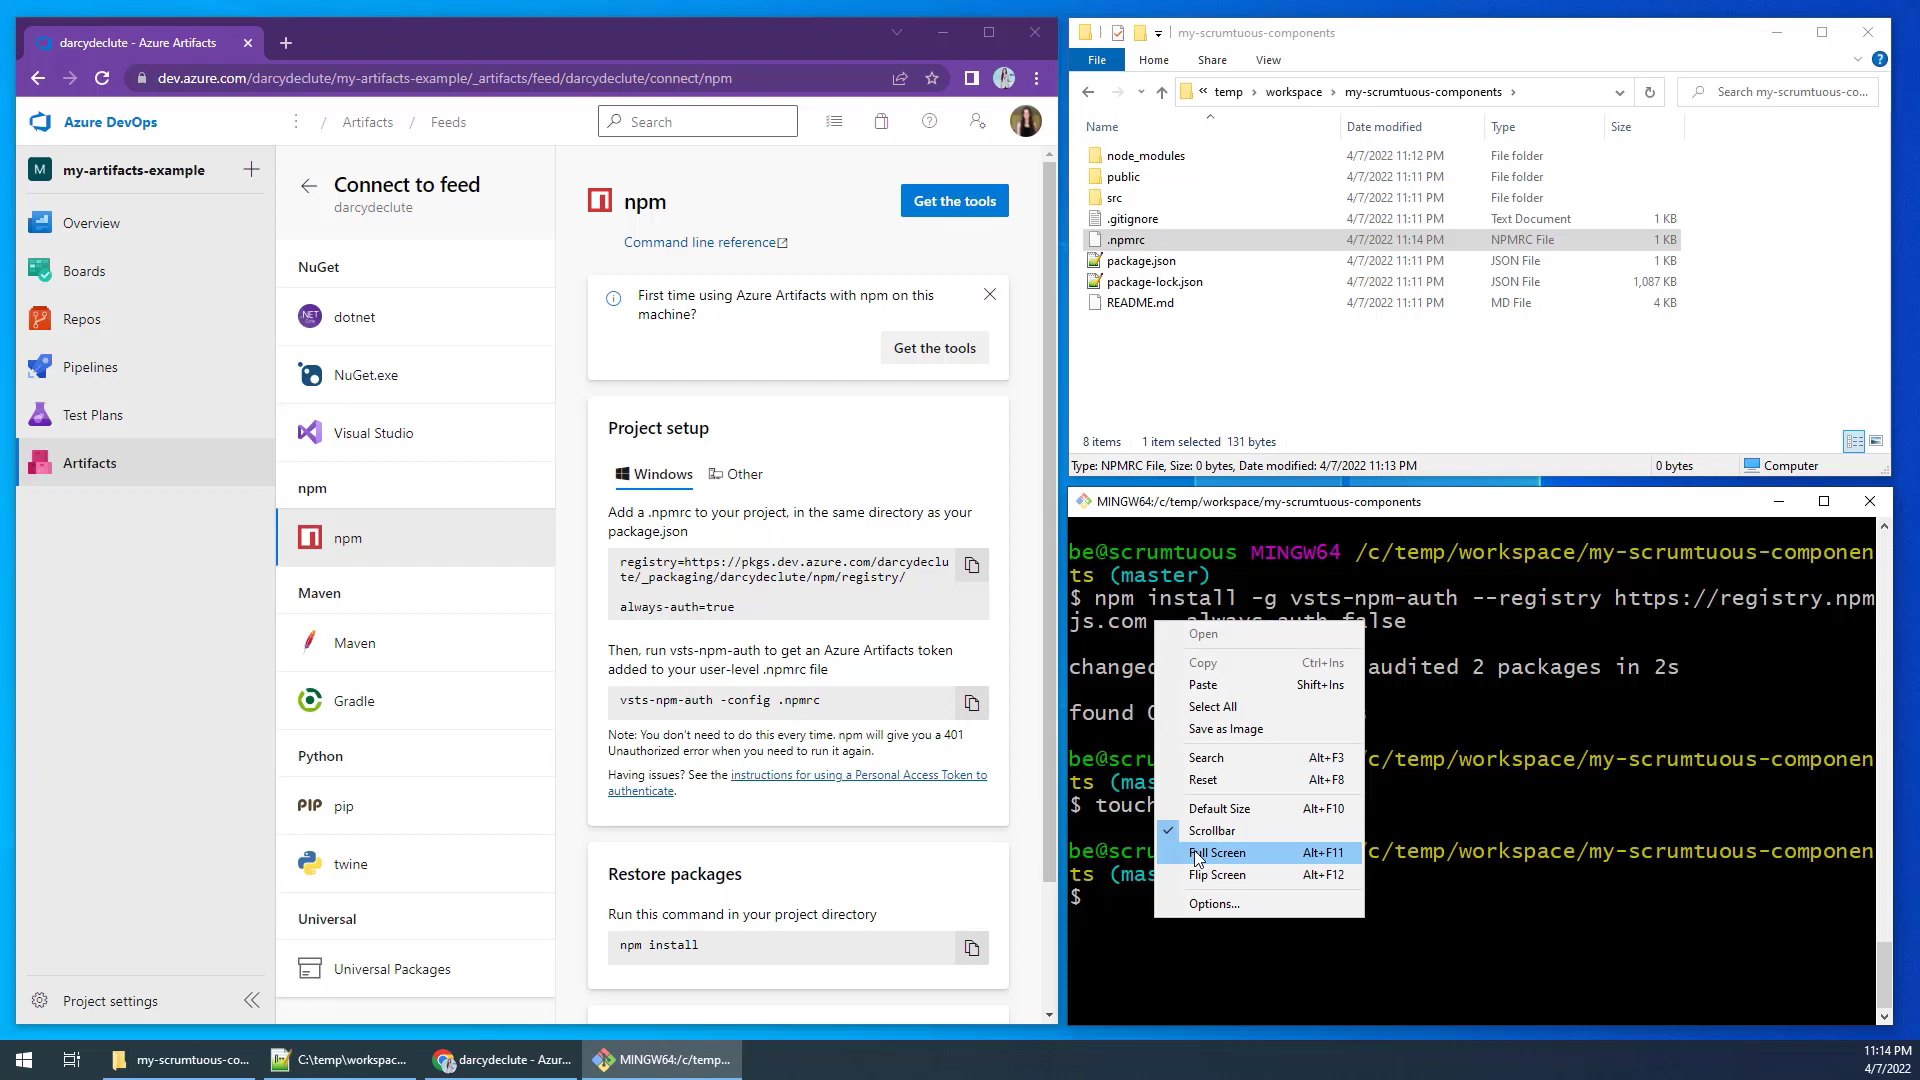 darcydeclute - Azure Artifacts
dev.azure.com/darcydeclute/my-artifacts-example/_artifacts/feed/darcydeclute/connect/npm
Azure DevOps
/ Artifacts / Feeds
Search
M my-artifacts-example
Overview
Boards
Repos
Pipelines
Test Plans
Artifacts
Project settings
Connect to feed
darcydeclute
NuGet
.NET dotnet
NuGet.exe
Visual Studio
npm
npm
Maven
Maven
Gradle
Python
PIP pip
twine
Universal
Universal Packages
npm
Get the tools
Command line reference
First time using Azure Artifacts with npm on this
machine?
Get the tools
Project setup
Windows
Other
Add a .npmrc to your project, in the same directory as your
package.json
registry=https://pkgs.dev.azure.com/darcydeclu
te/_packaging/darcydeclute/npm/registry/
always-auth=true
Then, run vsts-npm-auth to get an Azure Artifacts token
added to your user-level .npmrc file
vsts-npm-auth -config .npmrc
Note: You don't need to do this every time. npm will give you a 401
Unauthorized error when you need to run it again.
Having issues? See the instructions for using a Personal Access Token to
authenticate.
Restore packages
Run this command in your project directory
npm install
my-scrumtuous-components
File Home Share View
« temp › workspace › my-scrumtuous-components ›
Search my-scrumtuous-co...
Name Date modified Type Size
node_modules 4/7/2022 11:12 PM File folder
public 4/7/2022 11:11 PM File folder
src 4/7/2022 11:11 PM File folder
.gitignore 4/7/2022 11:11 PM Text Document 1 KB
.npmrc 4/7/2022 11:14 PM NPMRC File 1 KB
package.json 4/7/2022 11:11 PM JSON File 1 KB
package-lock.json 4/7/2022 11:11 PM JSON File 1,087 KB
README.md 4/7/2022 11:11 PM MD File 4 KB
8 items 1 item selected 131 bytes
Type: NPMRC File, Size: 0 bytes, Date modified: 4/7/2022 11:13 PM 0 bytes Computer
MINGW64:/c/temp/workspace/my-scrumtuous-components
be@scrumtuous MINGW64 /c/temp/workspace/my-scrumtuous-componen
ts (master)
$ npm install -g vsts-npm-auth --registry https://registry.npm
js.com --always-auth false
changed audited 2 packages in 2s
found
be@scru /c/temp/workspace/my-scrumtuous-componen
ts (mas
$ touch
be@scru /c/temp/workspace/my-scrumtuous-componen
ts (mas
$
Open
Copy Ctrl+Ins
Paste Shift+Ins
Select All
Save as Image
Search Alt+F3
Reset Alt+F8
Default Size Alt+F10
Scrollbar
Full Screen Alt+F11
Flip Screen Alt+F12
Options...
my-scrumtuous-co...
C:\temp\workspac...
darcydeclute - Azur...
MINGW64:/c/temp...
11:14 PM
4/7/2022